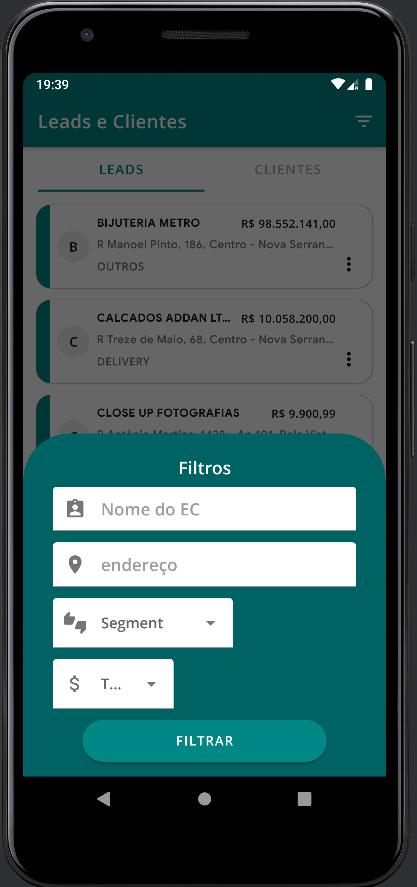 19:39
Leads e Clientes
LEADS CLIENTES
B
BIJUTERIA METRO R$ 98.552.141,00
R Manoel Pinto, 186, Centro - Nova Serran...
OUTROS
C
CALCADOS ADDAN LT... R$ 10.058.200,00
R Treze de Maio, 68, Centro - Nova Serran...
DELIVERY
CLOSE UP FOTOGRAFIAS R$ 9.900,99
Filtros
Nome do EC
endereço
Segment
$ T...
FILTRAR